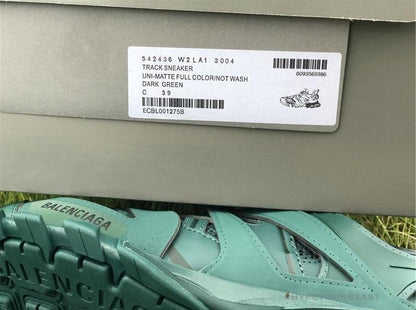 542436 W2LA1 3004
TRACK SNEAKER
UNI-MATTE FULL COLOR/NOT WASH
DARK GREEN
C 39
ECBL001275B
8090569386
BALENCIAGA
BALENCIAGA